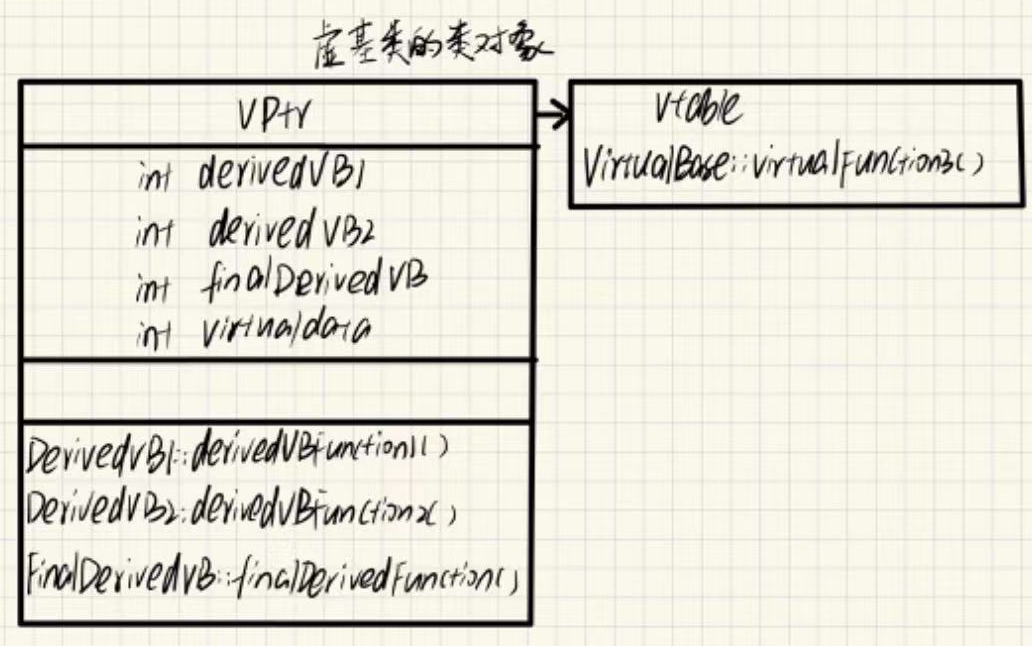 虚基类的类对象
VPtr
int derivedVB1
int derivedVB2
int finalDerivedVB
int virtualdata
DerivedVB1::derivedVBFunction1()
DerivedVB2::derivedVBFunction2()
FinalDerivedVB::finalDerivedFunction()
Vtable
VirtualBase::virtualFunction3()